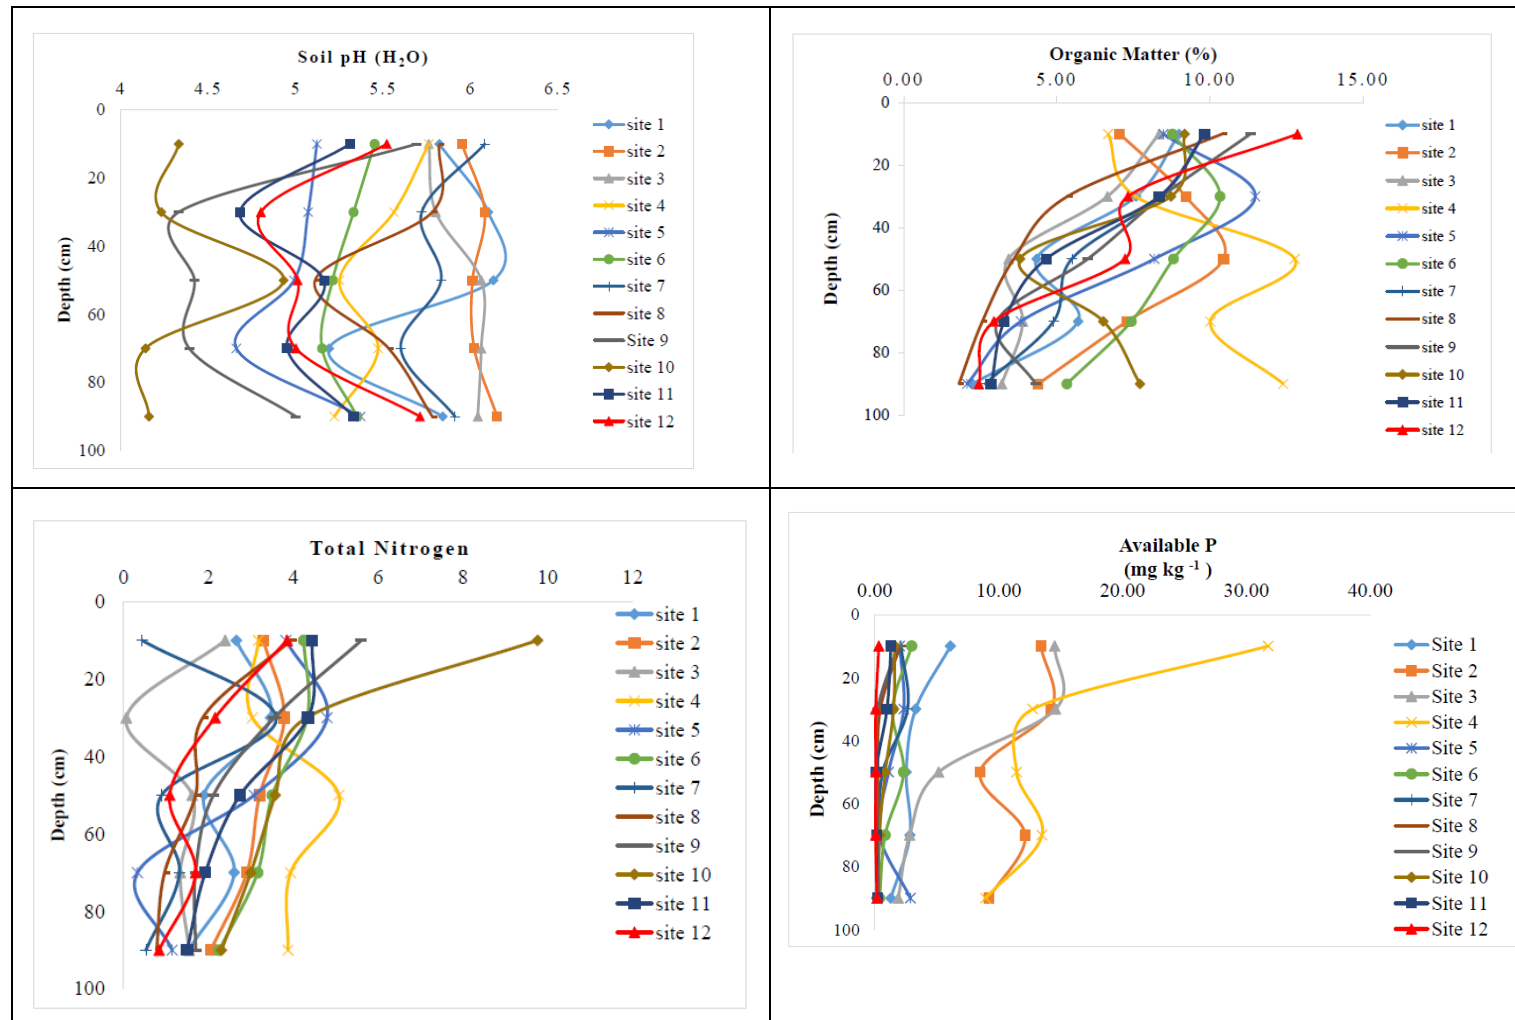 Soil pH (H₂O)
4 4.5 5 5.5 6 6.5
0
20
40
60
80
100
Depth (cm)
site 1
site 2
site 3
site 4
site 5
site 6
site 7
site 8
Site 9
site 10
site 11
site 12
Organic Matter (%)
0.00 5.00 10.00 15.00
0
20
40
60
80
100
Depth (cm)
site 1
site 2
site 3
site 4
site 5
site 6
site 7
site 8
site 9
site 10
site 11
site 12
Total Nitrogen
0 2 4 6 8 10 12
0
20
40
60
80
100
Depth (cm)
site 1
site 2
site 3
site 4
site 5
site 6
site 7
site 8
site 9
site 10
site 11
site 12
Available P
(mg kg ⁻¹ )
0.00 10.00 20.00 30.00 40.00
0
20
40
60
80
100
Depth (cm)
Site 1
Site 2
Site 3
Site 4
Site 5
Site 6
Site 7
Site 8
Site 9
Site 10
Site 11
Site 12